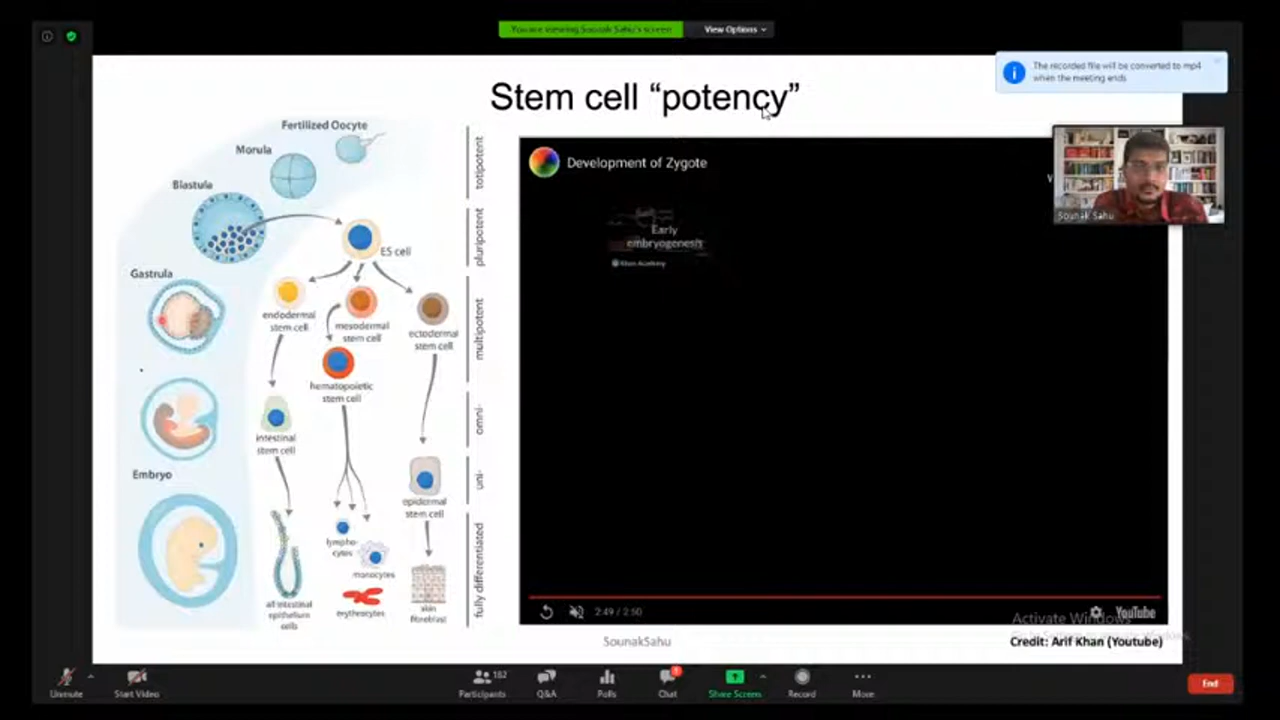 You are viewing Sounak Sahu's screen
View Options
The recorded file will be converted to mp4
when the meeting ends
Stem cell “potency”
Sounak Sahu
Fertilized Oocyte
Morula
Blastula
ES cell
Gastrula
endodermal
stem cell
mesodermal
stem cell
ectodermal
stem cell
hematopoietic
stem cell
intestinal
stem cell
Embryo
epidermal
stem cell
lympho-
cytes
monocytes
erythrocytes
all intestinal
epithelium
cells
skin
fibroblast
totipotent
pluripotent
multipotent
omni-
uni-
fully differentiated
Development of Zygote
Early
embryogenesis
Khan Academy
2:49 / 2:50
YouTube
Activate Windows
SounakSahu
Credit: Arif Khan (Youtube)
Unmute
Start Video
Participants
182
Q&A
Polls
Chat
Share Screen
Record
More
End